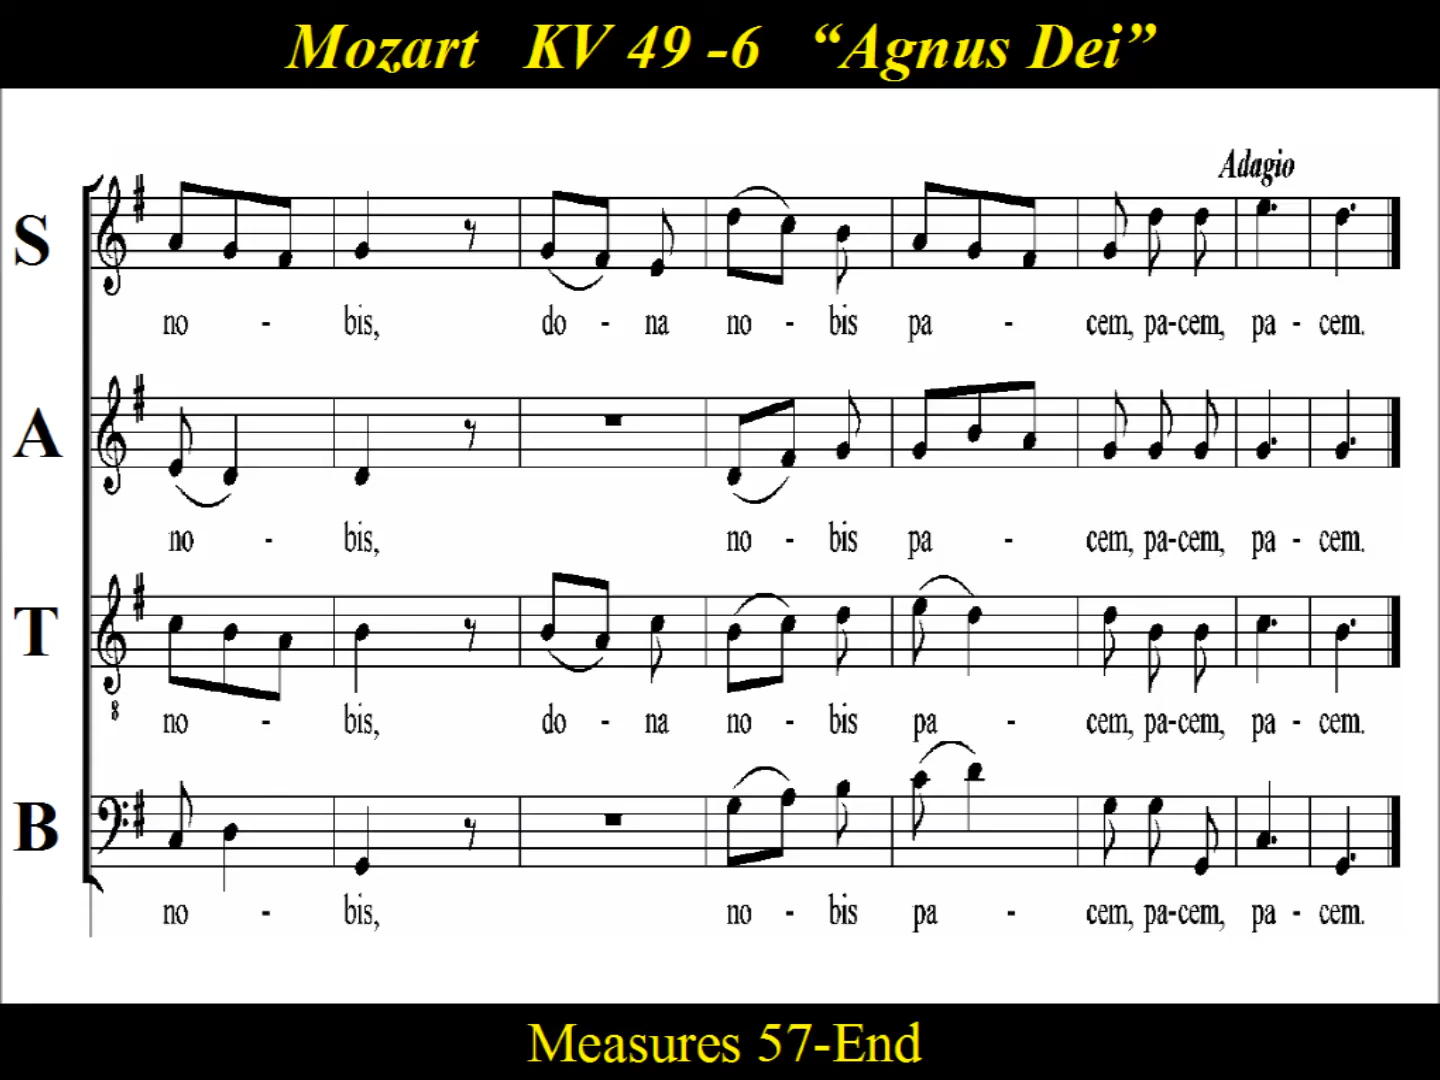 Mozart KV 49 -6 “Agnus Dei”
Adagio
S
no - bis, do - na no - bis pa - cem, pa-cem, pa - cem.
A
no - bis, no - bis pa - cem, pa-cem, pa - cem.
T
8
no - bis, do - na no - bis pa - cem, pa-cem, pa - cem.
B
no - bis, no - bis pa - cem, pa-cem, pa - cem.
Measures 57-End